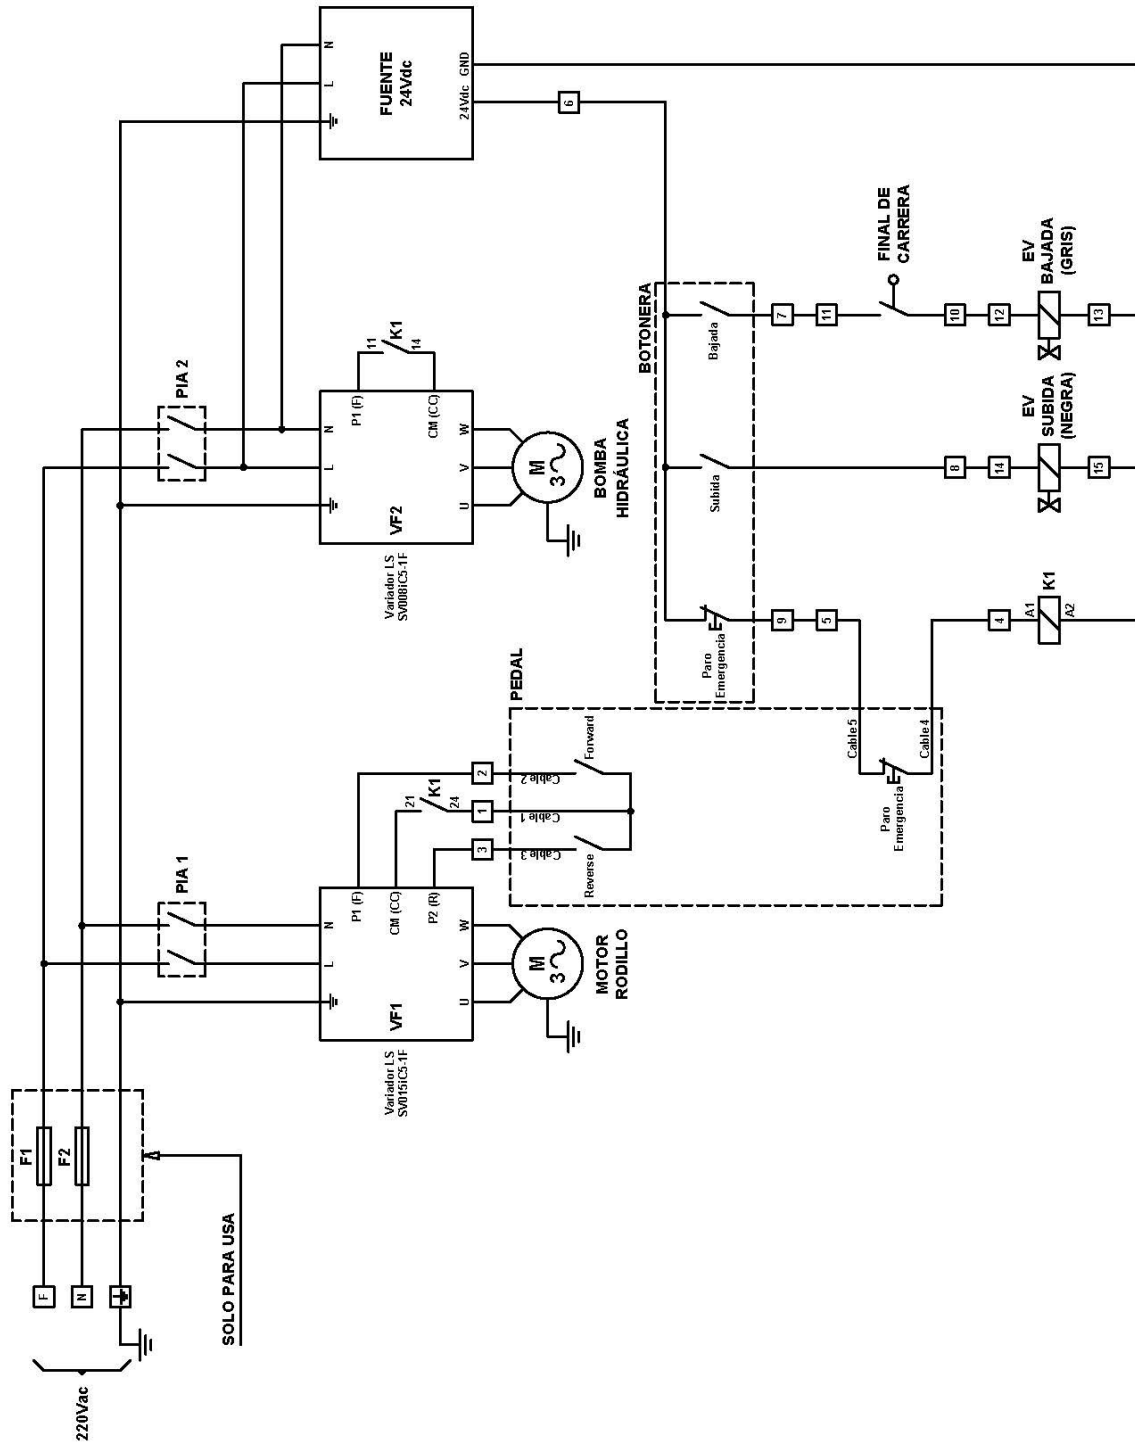 220Vac
F
N
F1
F2
SOLO PARA USA
PIA 1
PIA 2
L
N
VF1
Variador LS
SV015iC5-1F
P1 (F)
CM (CC)
P2 (R)
U
V
W
M
3
MOTOR
RODILLO
21
K1
24
2
1
3
PEDAL
Cable 2
Cable 1
Cable 3
Forward
Reverse
Cable 5
Cable 4
Paro
Emergencia
L
N
VF2
Variador LS
SV008iC5-1F
P1 (F)
CM (CC)
11
K1
14
U
V
W
M
3
BOMBA
HIDRÁULICA
L
N
FUENTE
24Vdc
24Vdc
GND
6
BOTONERA
Paro
Emergencia
Subida
Bajada
9
5
7
11
FINAL DE
CARRERA
4
8
14
10
12
A1
K1
A2
EV
SUBIDA
(NEGRA)
15
EV
BAJADA
(GRIS)
13